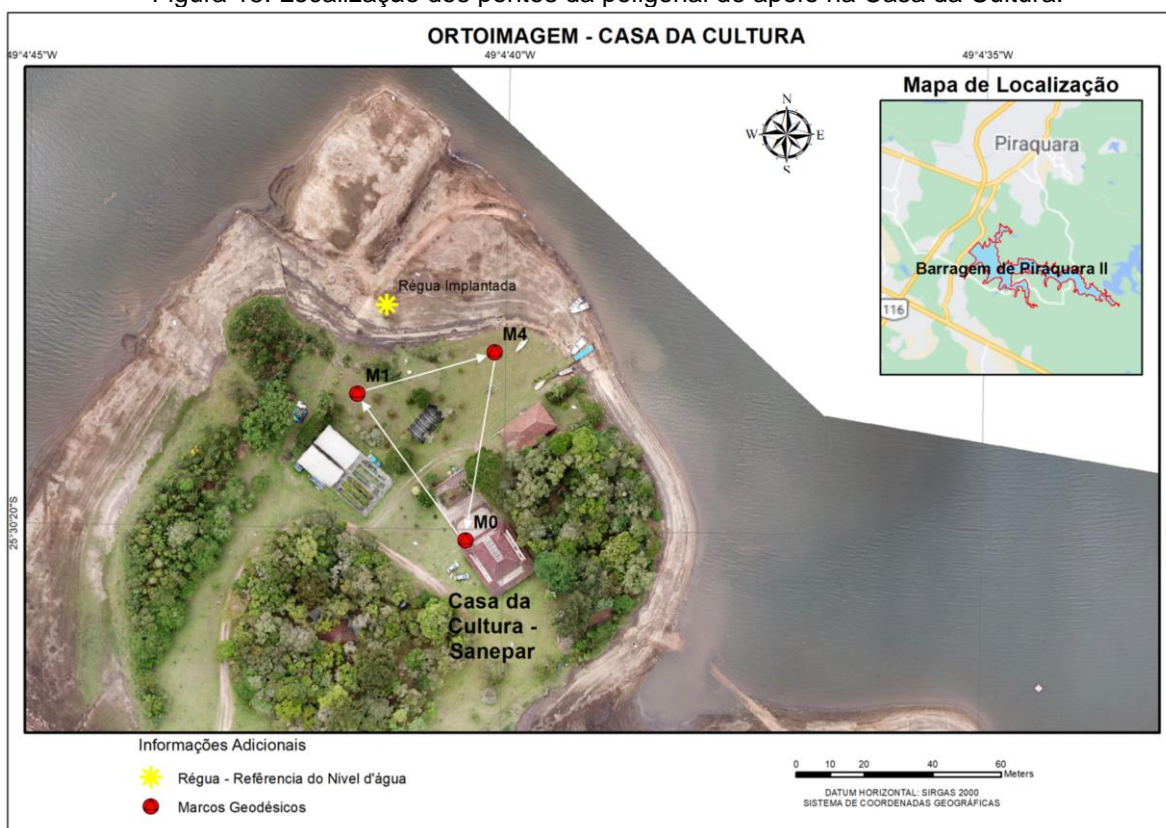 Figura 18. Localização dos pontos da poligonal de apoio na Casa da Cultura.
ORTOIMAGEM - CASA DA CULTURA
49°4'45"W
49°4'40"W
49°4'35"W
Mapa de Localização
N
W
E
S
Piraquara
Barragem de Piraquara II
116
Régua Implantada
M4
M1
25°30'20"S
M0
Casa da
Cultura -
Sanepar
Informações Adicionais
Régua - Refêrencia do Nivel d'água
Marcos Geodésicos
0 10 20 40 60
Meters
DATUM HORIZONTAL: SIRGAS 2000
SISTEMA DE COORDENADAS GEOGRÁFICAS